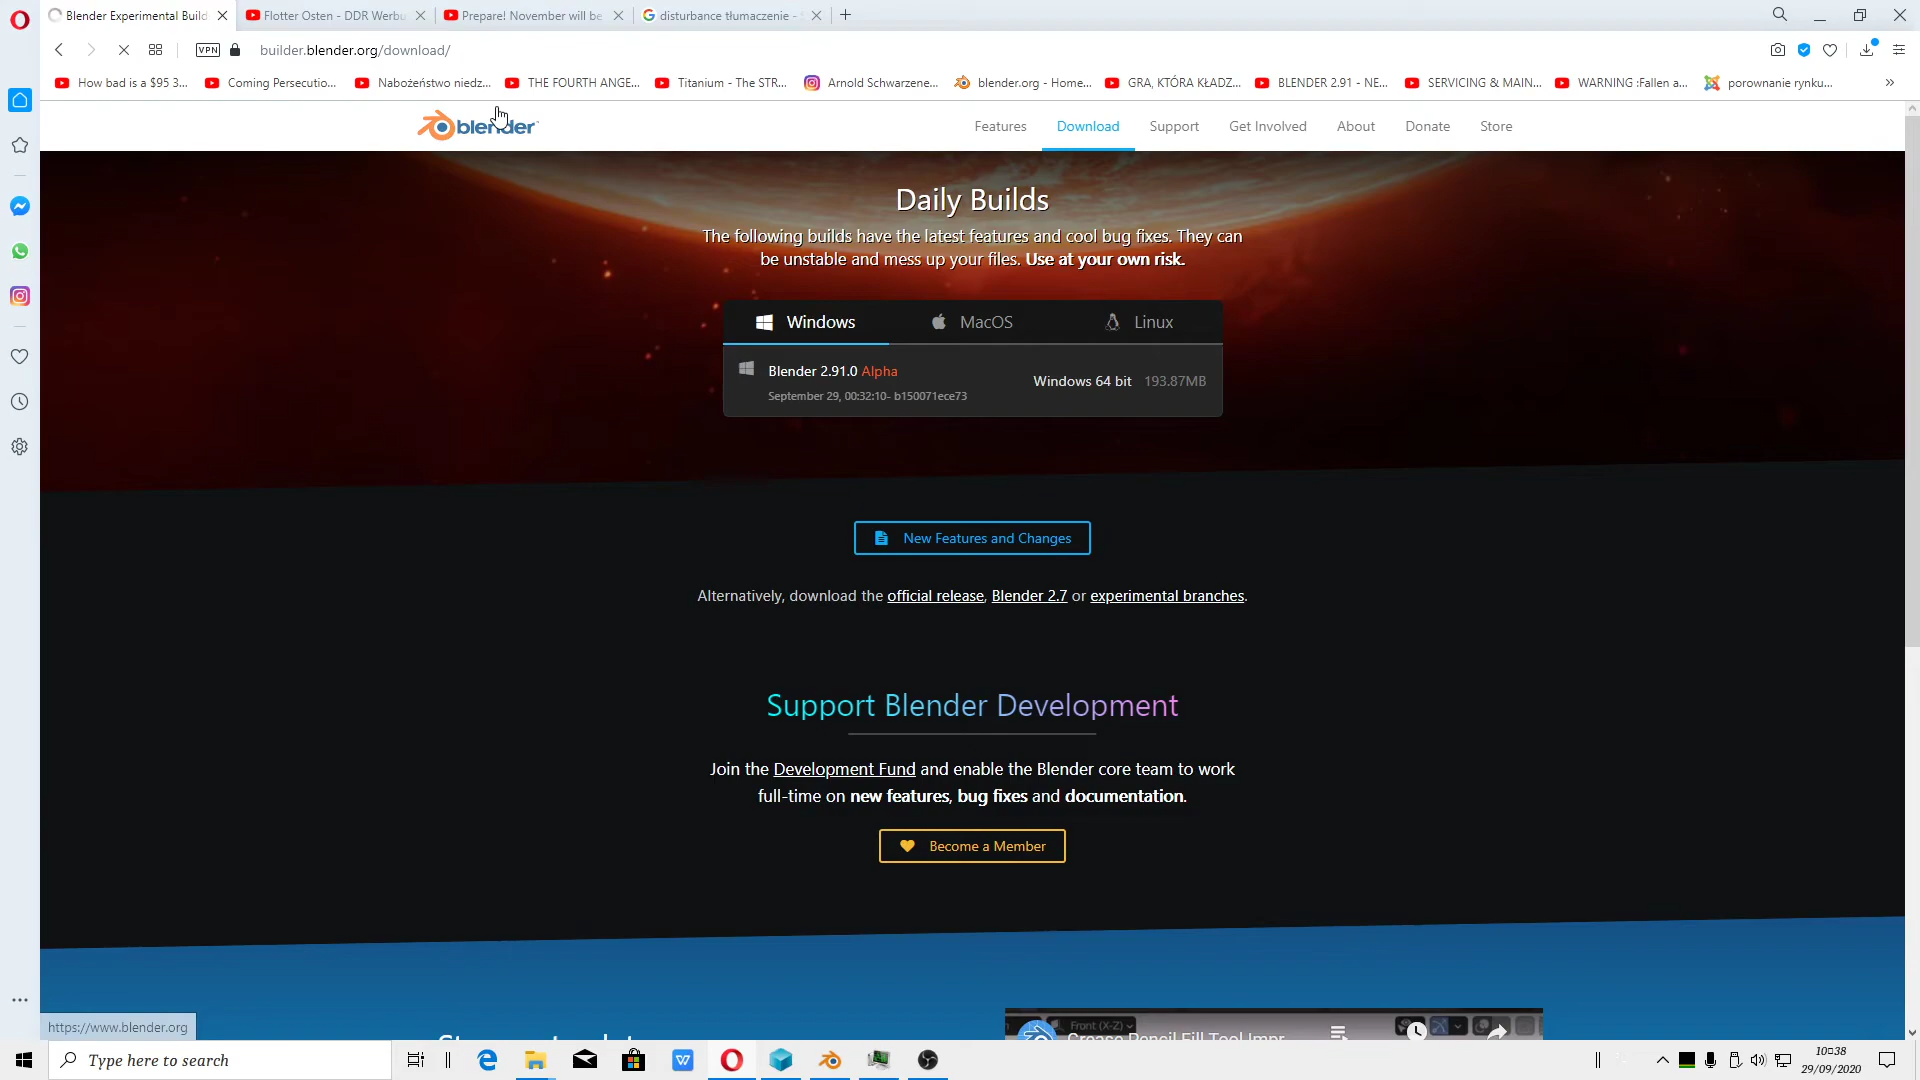 Blender Experimental Build
Flotter Osten - DDR Werbu
Prepare! November will be
disturbance tłumaczenie -
VPN
builder.blender.org/download/
How bad is a $95 3...
Coming Persecutio...
Nabożeństwo niedz...
THE FOURTH ANGE...
Titanium - The STR...
Arnold Schwarzene...
blender.org - Home...
GRA, KTÓRA KŁADZ...
BLENDER 2.91 - NE...
SERVICING & MAIN...
WARNING :Fallen a...
porownanie rynku...
blender
Features
Download
Support
Get Involved
About
Donate
Store
Daily Builds
The following builds have the latest features and cool bug fixes. They can
be unstable and mess up your files. Use at your own risk.
Windows
MacOS
Linux
Blender 2.91.0 Alpha
September 29, 00:32:10- b150071ece73
Windows 64 bit 193.87MB
New Features and Changes
Alternatively, download the official release, Blender 2.7 or experimental branches.
Support Blender Development
Join the Development Fund and enable the Blender core team to work
full-time on new features, bug fixes and documentation.
Become a Member
https://www.blender.org
Front (X-Z)
Grease Pencil Fill Tool Impr
Type here to search
10:38
29/09/2020